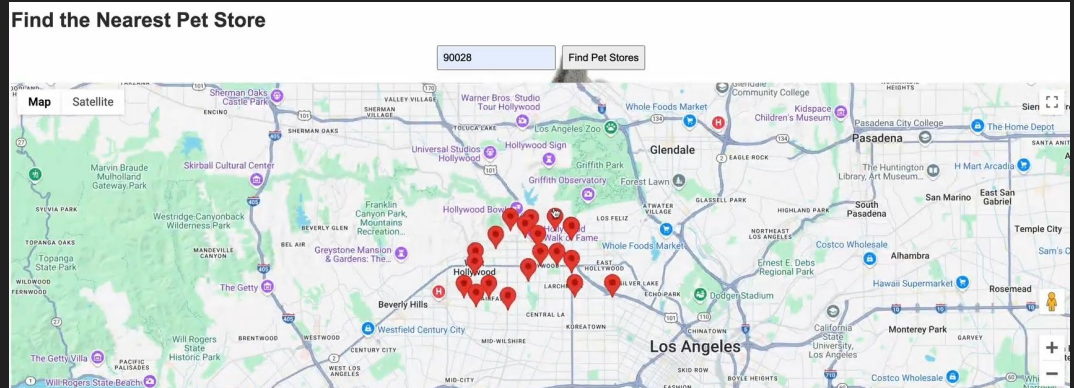 Find the Nearest Pet Store
90028
Find Pet Stores
Map
Satellite
Sherman Oaks
Castle Park
ENCINO
SHERMAN OAKS
SHERMAN
VILLAGE
VALLEY VILLAGE
TOLUCA LAKE
Warner Bros. Studio
Tour Hollywood
Los Angeles Zoo
Whole Foods Market
Glendale
Community College
Kidspace
Children's Museum
Pasadena City College
Pasadena
HEIGHTS
The Home Depot
SANTA ANIT
Universal Studios
Hollywood
Hollywood Sign
Griffith Park
Glendale
EAGLE ROCK
The Huntington
Library, Art Museum...
H Mart Arcadia
Marvin Braude
Mulholland
Gateway Park
Skirball Cultural Center
Griffith Observatory
Forest Lawn
San Marino
East San
Gabriel
SYLVIA PARK
Westridge-Canyonback
Wilderness Park
Franklin
Canyon Park,
Mountains
Recreation...
BEVERLY GLEN
LOS FELIZ
ATWATER
VILLAGE
GLASSELL PARK
HIGHLAND PARK
South
Pasadena
TOPANGA OAKS
Topanga
State Park
MANDEVILLE
CANYON
BEL AIR
Greystone Mansion
& Gardens: The...
Walk of Fame
Whole Foods Market
NORTHEAST
LOS ANGELES
Costco Wholesale
Temple City
Alhambra
Sam's C
WILDWOOD
FERNWOOD
The Getty
Hollywood
EAST
HOLLYWOOD
SILVER LAKE
ECHO PARK
Ernest E. Debs
Regional Park
Hawaii Supermarket
Rosemead
Beverly Hills
Dodger Stadium
Will Rogers
State Historic
Park
BRENTWOOD
WESTWOOD
Westfield Century City
CENTURY CITY
CENTRAL LA
KOREATOWN
CHINATOWN
California
State
University,
Los Angeles
Monterey Park
GARVEY
MID-WILSHIRE
Los Angeles
The Getty Villa
PACIFIC
PALISADES
WEST LOS
ANGELES
SKID ROW
Will Rogers State Beach
MID-CITY
BOYLE HEIGHTS
Costco Wholesale